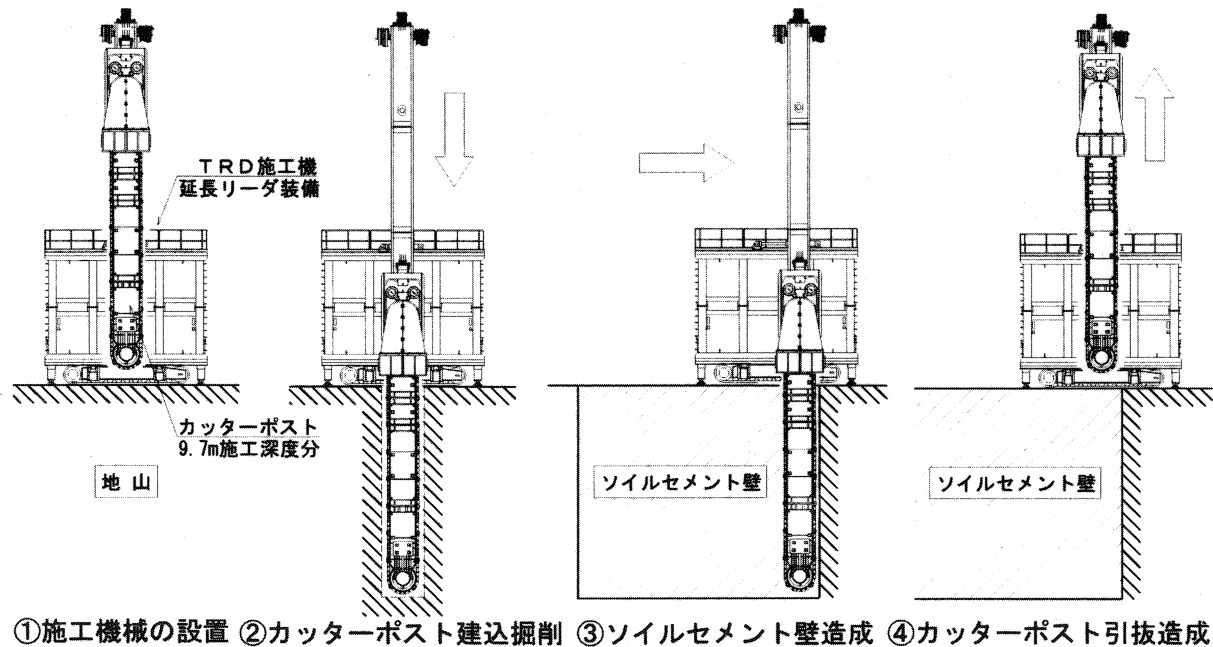 TRD施工機
延長リーダ装備
カッターポスト
9.7m施工深度分
地山
ソイルセメント壁
ソイルセメント壁
①施工機械の設置 ②カッターポスト建込掘削 ③ソイルセメント壁造成 ④カッターポスト引抜造成